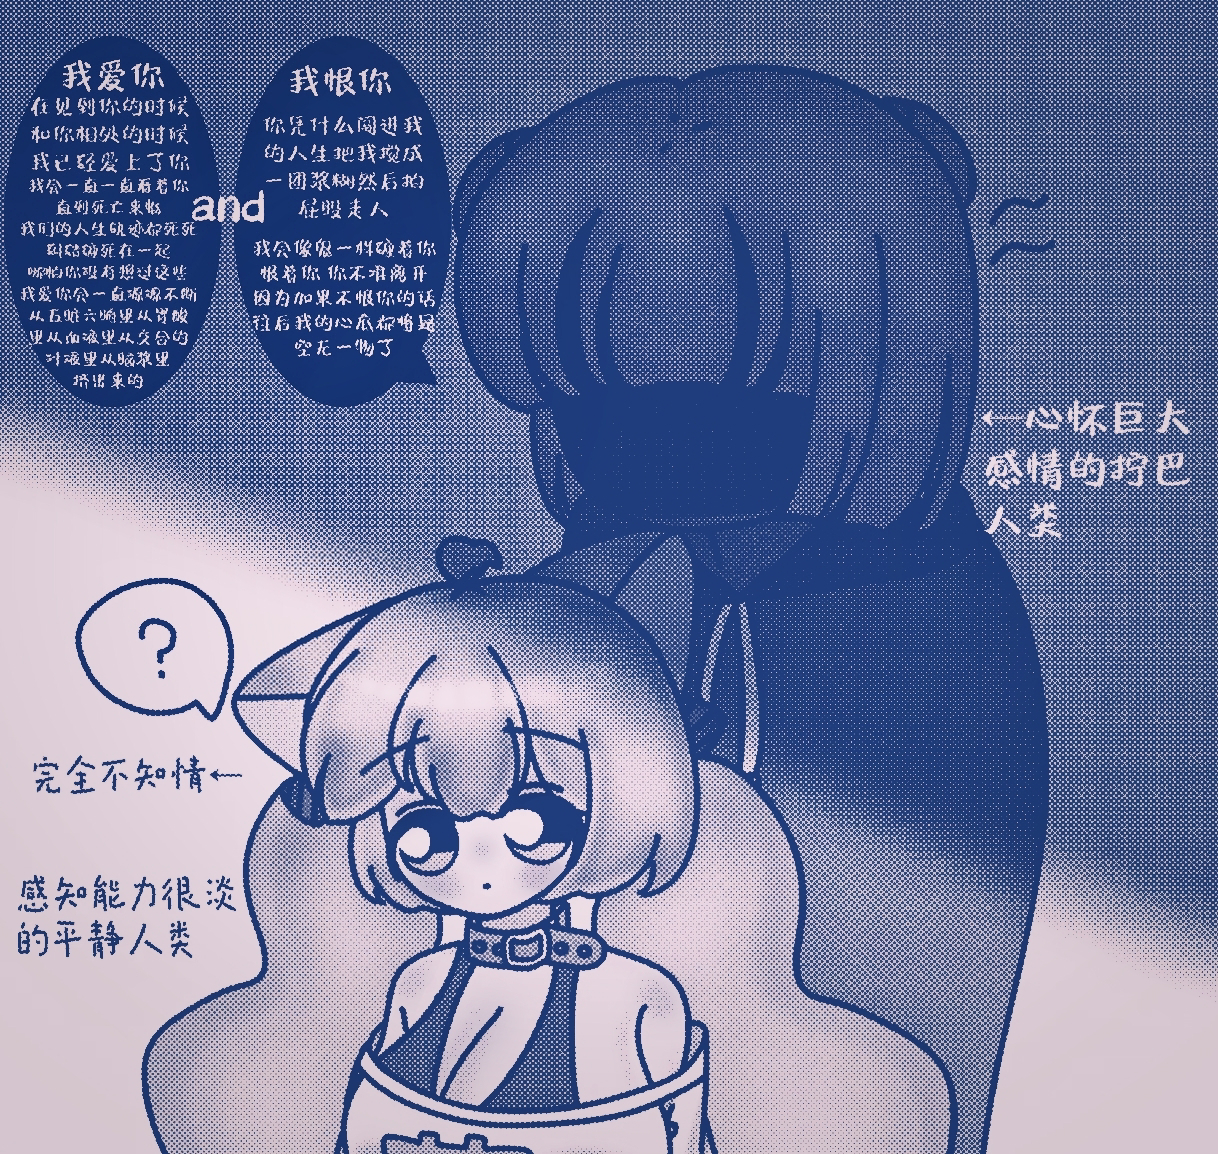 我爱你
在见到你的时候
和你相处的时候
我已经爱上了你
我会一直一直看着你
直到死亡来临
我们的人生轨迹都死死
纠结缠死在一起
哪怕你没有想过这些
我爱你会一直源源不断
从五脏六腑里从胃酸
里从血液里从交合的
汁液里从脑浆里
挤出来的
and
我恨你
你凭什么闯进我
的人生把我搅成
一团浆糊然后拍
屁股走人
我会像鬼一样缠着你
恨着你 你不准离开
因为如果不恨你的话
往后我的心底都将是
空无一物了
←心怀巨大
感情的拧巴
人类
?
完全不知情←
感知能力很淡
的平静人类